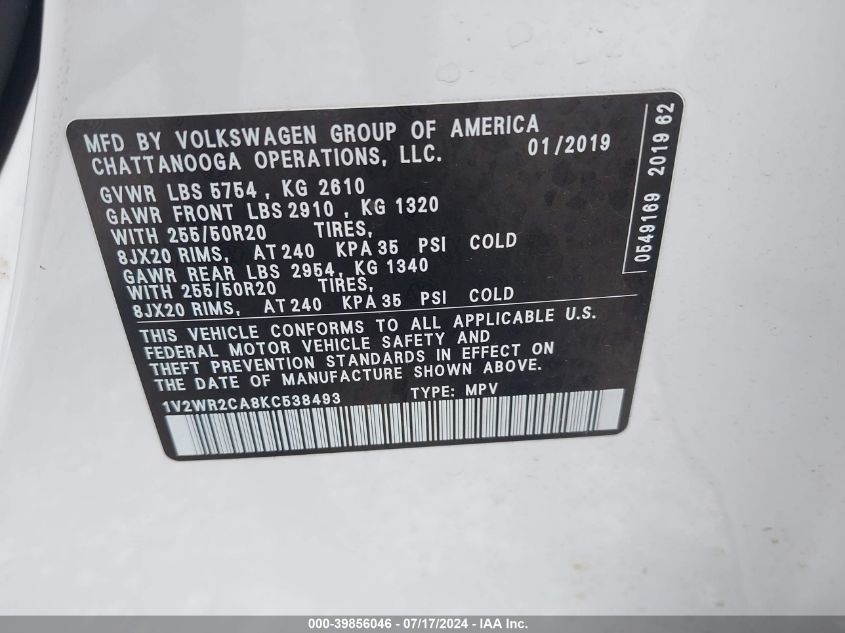 MFD BY VOLKSWAGEN GROUP OF AMERICA
CHATTANOOGA OPERATIONS, LLC. 01/2019
GVWR LBS 5754 , KG 2610
GAWR FRONT LBS 2910 , KG 1320
WITH 255/50R20 TIRES,
8JX20 RIMS, AT 240 KPA 35 PSI COLD
GAWR REAR LBS 2954, KG 1340
WITH 255/50R20 TIRES,
8JX20 RIMS, AT 240 KPA 35 PSI COLD
THIS VEHICLE CONFORMS TO ALL APPLICABLE U.S.
FEDERAL MOTOR VEHICLE SAFETY AND
THEFT PREVENTION STANDARDS IN EFFECT ON
THE DATE OF MANUFACTURE SHOWN ABOVE.
1V2WR2CA8KC538493 TYPE: MPV
0549169 2019 62
000-39856046 - 07/17/2024 - IAA Inc.